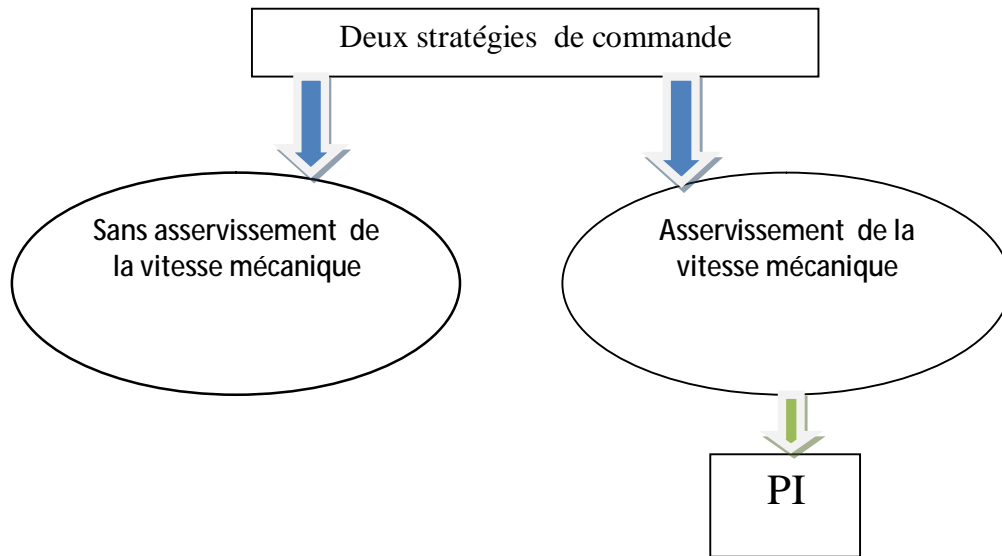 Deux stratégies de commande
Sans asservissement de
la vitesse mécanique
Asservissement de la
vitesse mécanique
PI